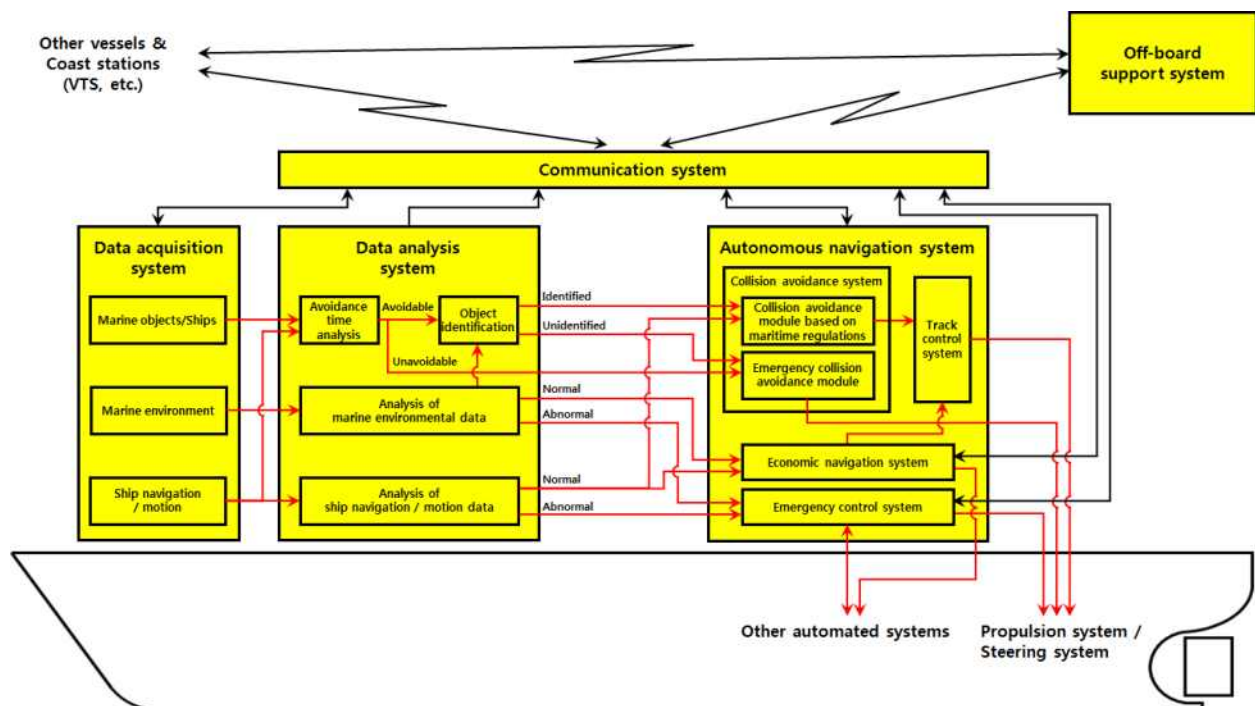 Other vessels &
Coast stations
(VTS, etc.)
Off-board
support system
Communication system
Data acquisition
system
Marine objects/Ships
Marine environment
Ship navigation
/ motion
Data analysis
system
Avoidance
time
analysis
Avoidable
Object
identification
Unavoidable
Analysis of
marine environmental data
Analysis of
ship navigation / motion data
Identified
Unidentified
Normal
Abnormal
Normal
Abnormal
Autonomous navigation system
Collision avoidance system
Collision avoidance
module based on
maritime regulations
Emergency collision
avoidance module
Track
control
system
Economic navigation system
Emergency control system
Other automated systems
Propulsion system /
Steering system